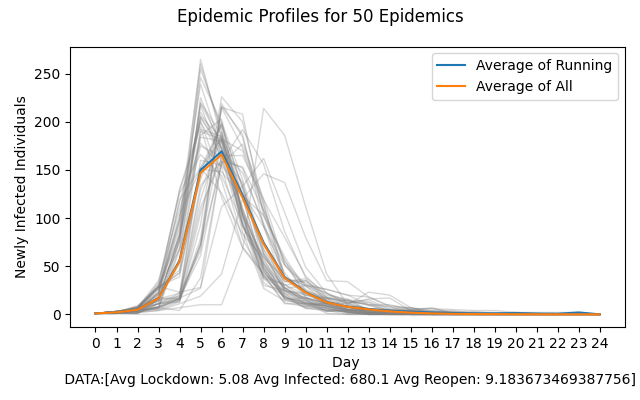 Epidemic Profiles for 50 Epidemics
Average of Running
Average of All
Newly Infected Individuals
250
200
150
100
50
0
0 1 2 3 4 5 6 7 8 9 10 11 12 13 14 15 16 17 18 19 20 21 22 23 24
Day
DATA:[Avg Lockdown: 5.08 Avg Infected: 680.1 Avg Reopen: 9.183673469387756]